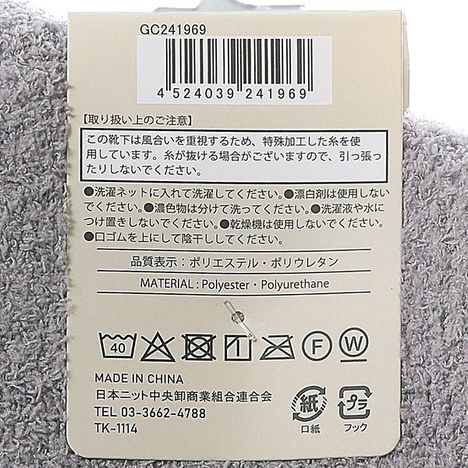 GC241969
4 524039 241969
【取り扱い上のご注意】
この靴下は風合いを重視するため、特殊加工した糸を使
用しています。糸が抜ける場合がございますので、引っ張っ
たりしないでください。
●洗濯ネットに入れて洗濯してください。●漂白剤は使用しない
でください。●濃色物は分けて洗ってください。●洗濯液や水に
つけ置きしないでください。●乾燥機は使用しないでください。
●口ゴムを上にして陰干ししてください。
品質表示：ポリエステル・ポリウレタン
MATERIAL : Polyester・Polyurethane
40 F W
MADE IN CHINA
日本ニット中央卸商業組合連合会
TEL 03-3662-4788
TK-1114
紙
口紙
プラ
フック